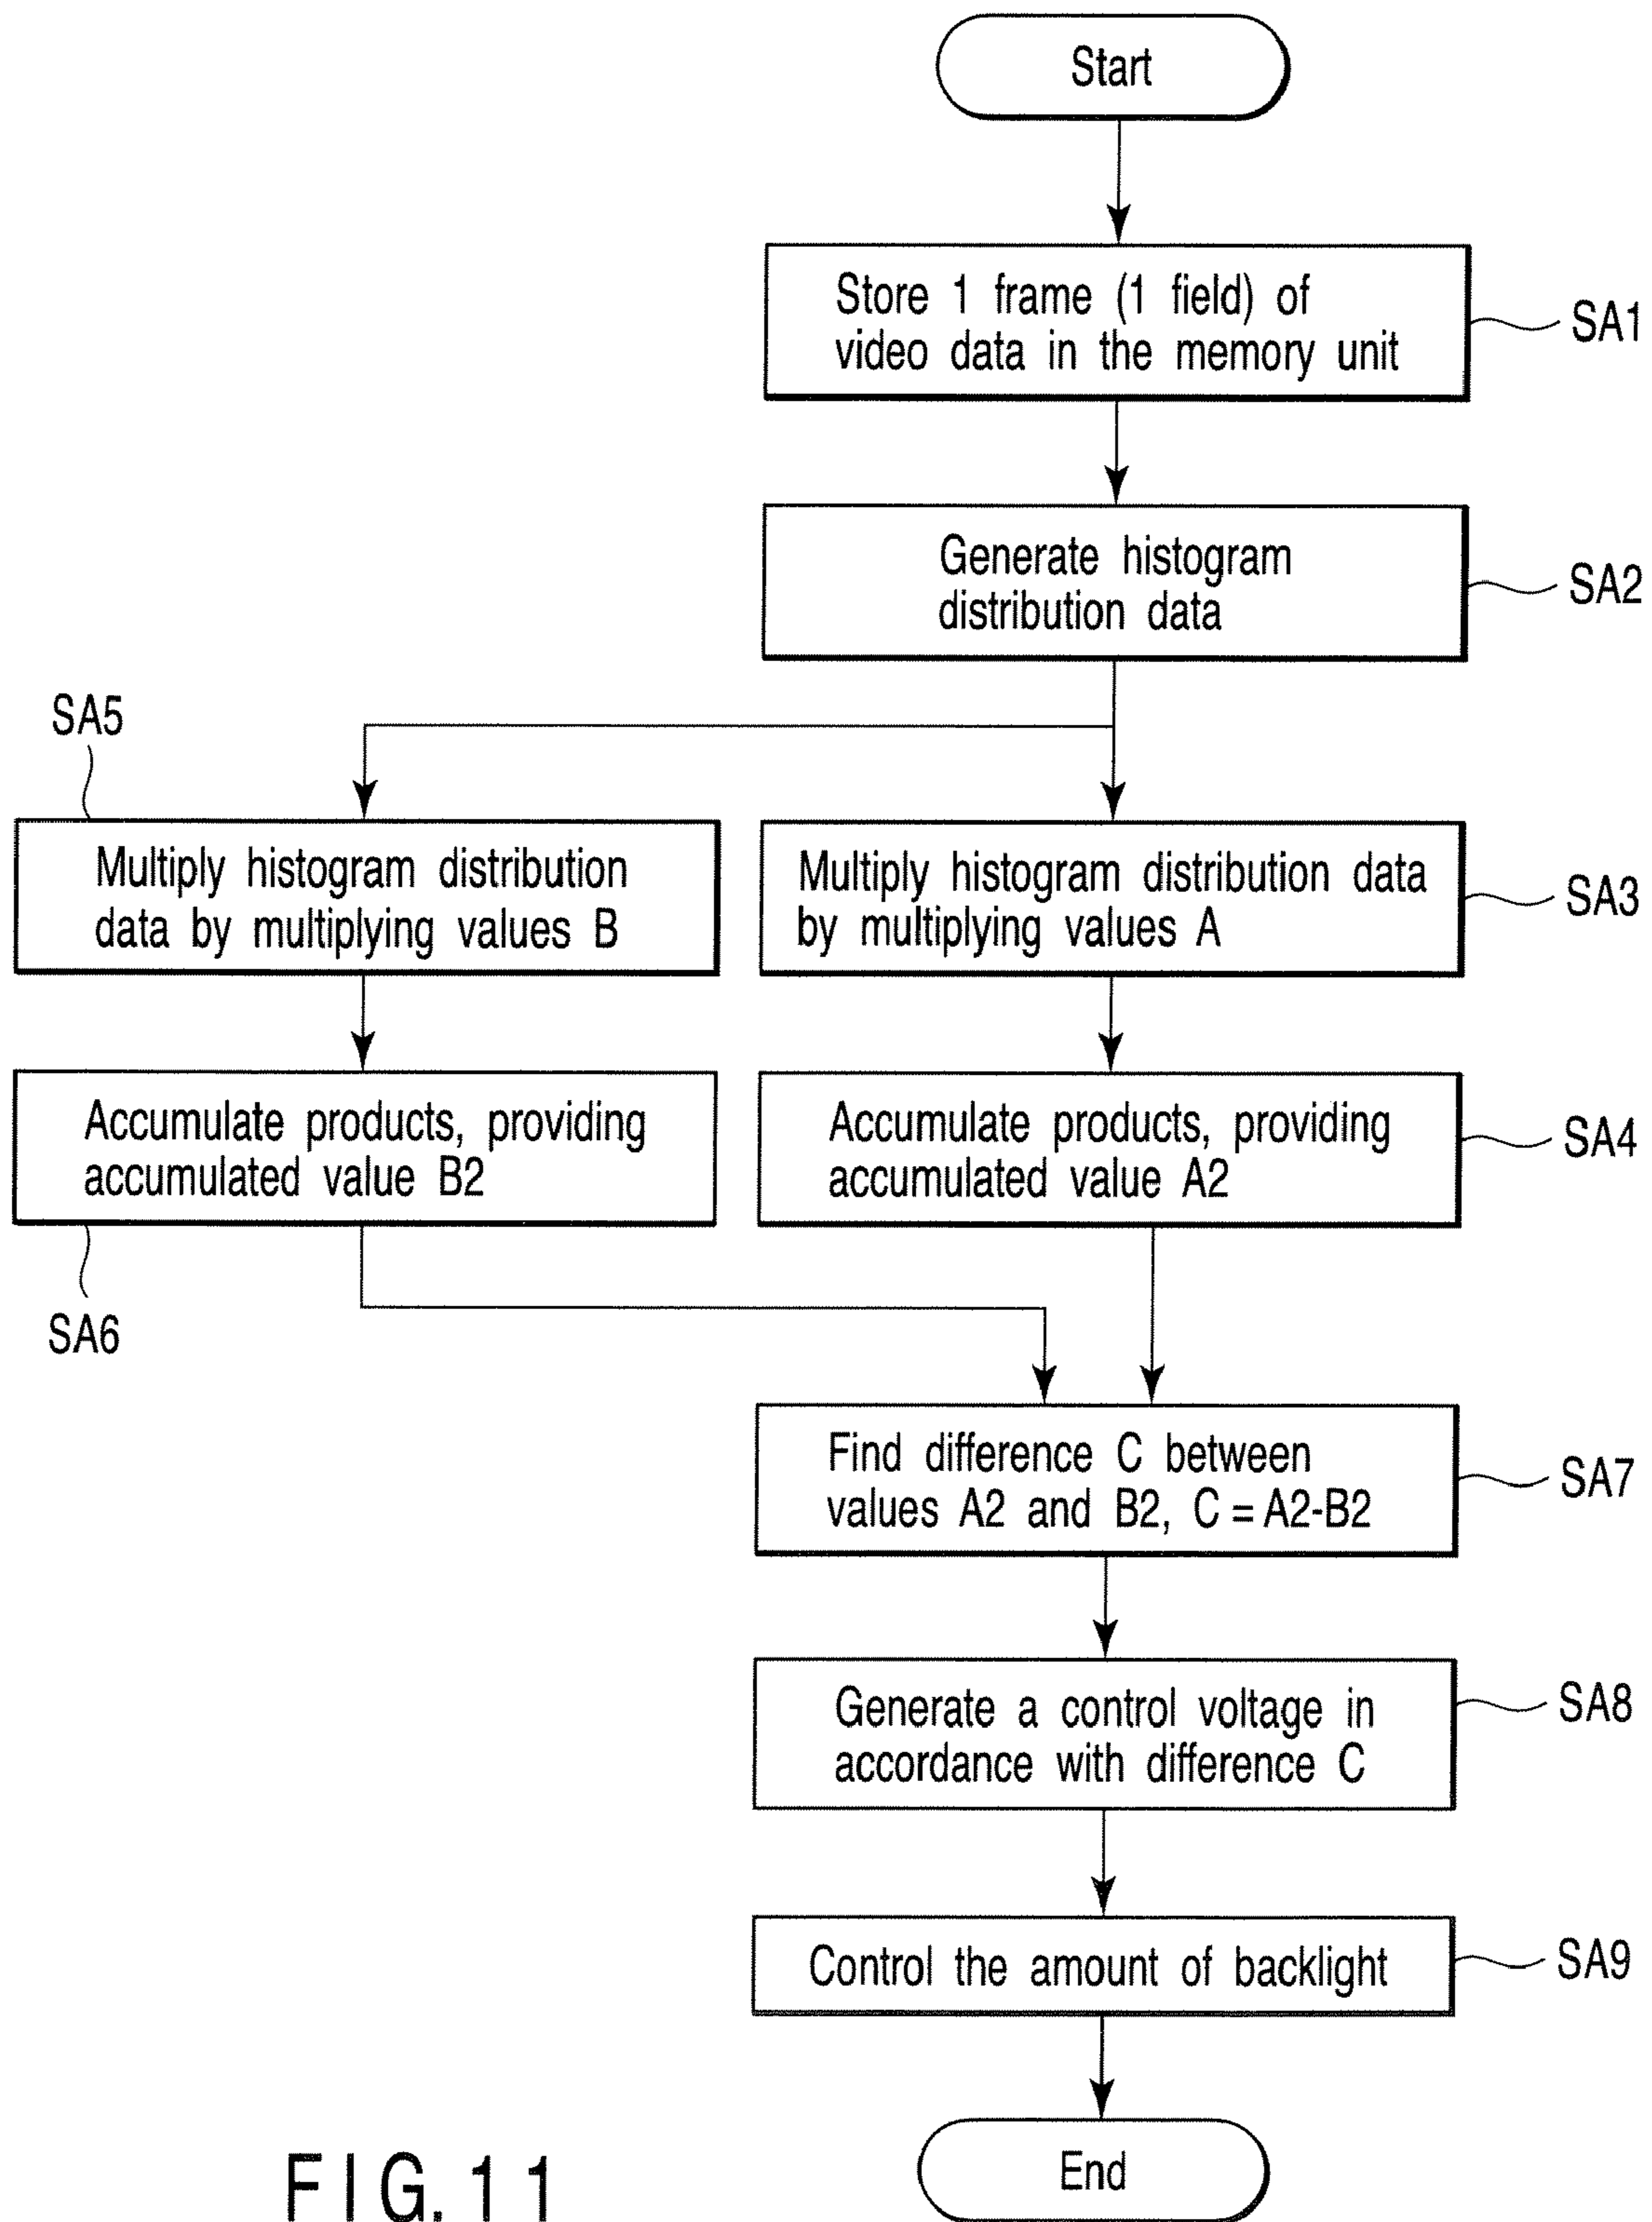 Start
Store 1 frame (1 field) of
video data in the memory unit
SA1
Generate histogram
distribution data
SA2
SA5
Multiply histogram distribution
data by multiplying values B
Multiply histogram distribution data
by multiplying values A
SA3
Accumulate products, providing
accumulated value B2
Accumulate products, providing
accumulated value A2
SA4
SA6
Find difference C between
values A2 and B2, C = A2-B2
SA7
Generate a control voltage in
accordance with difference C
SA8
Control the amount of backlight
SA9
End
FIG. 11